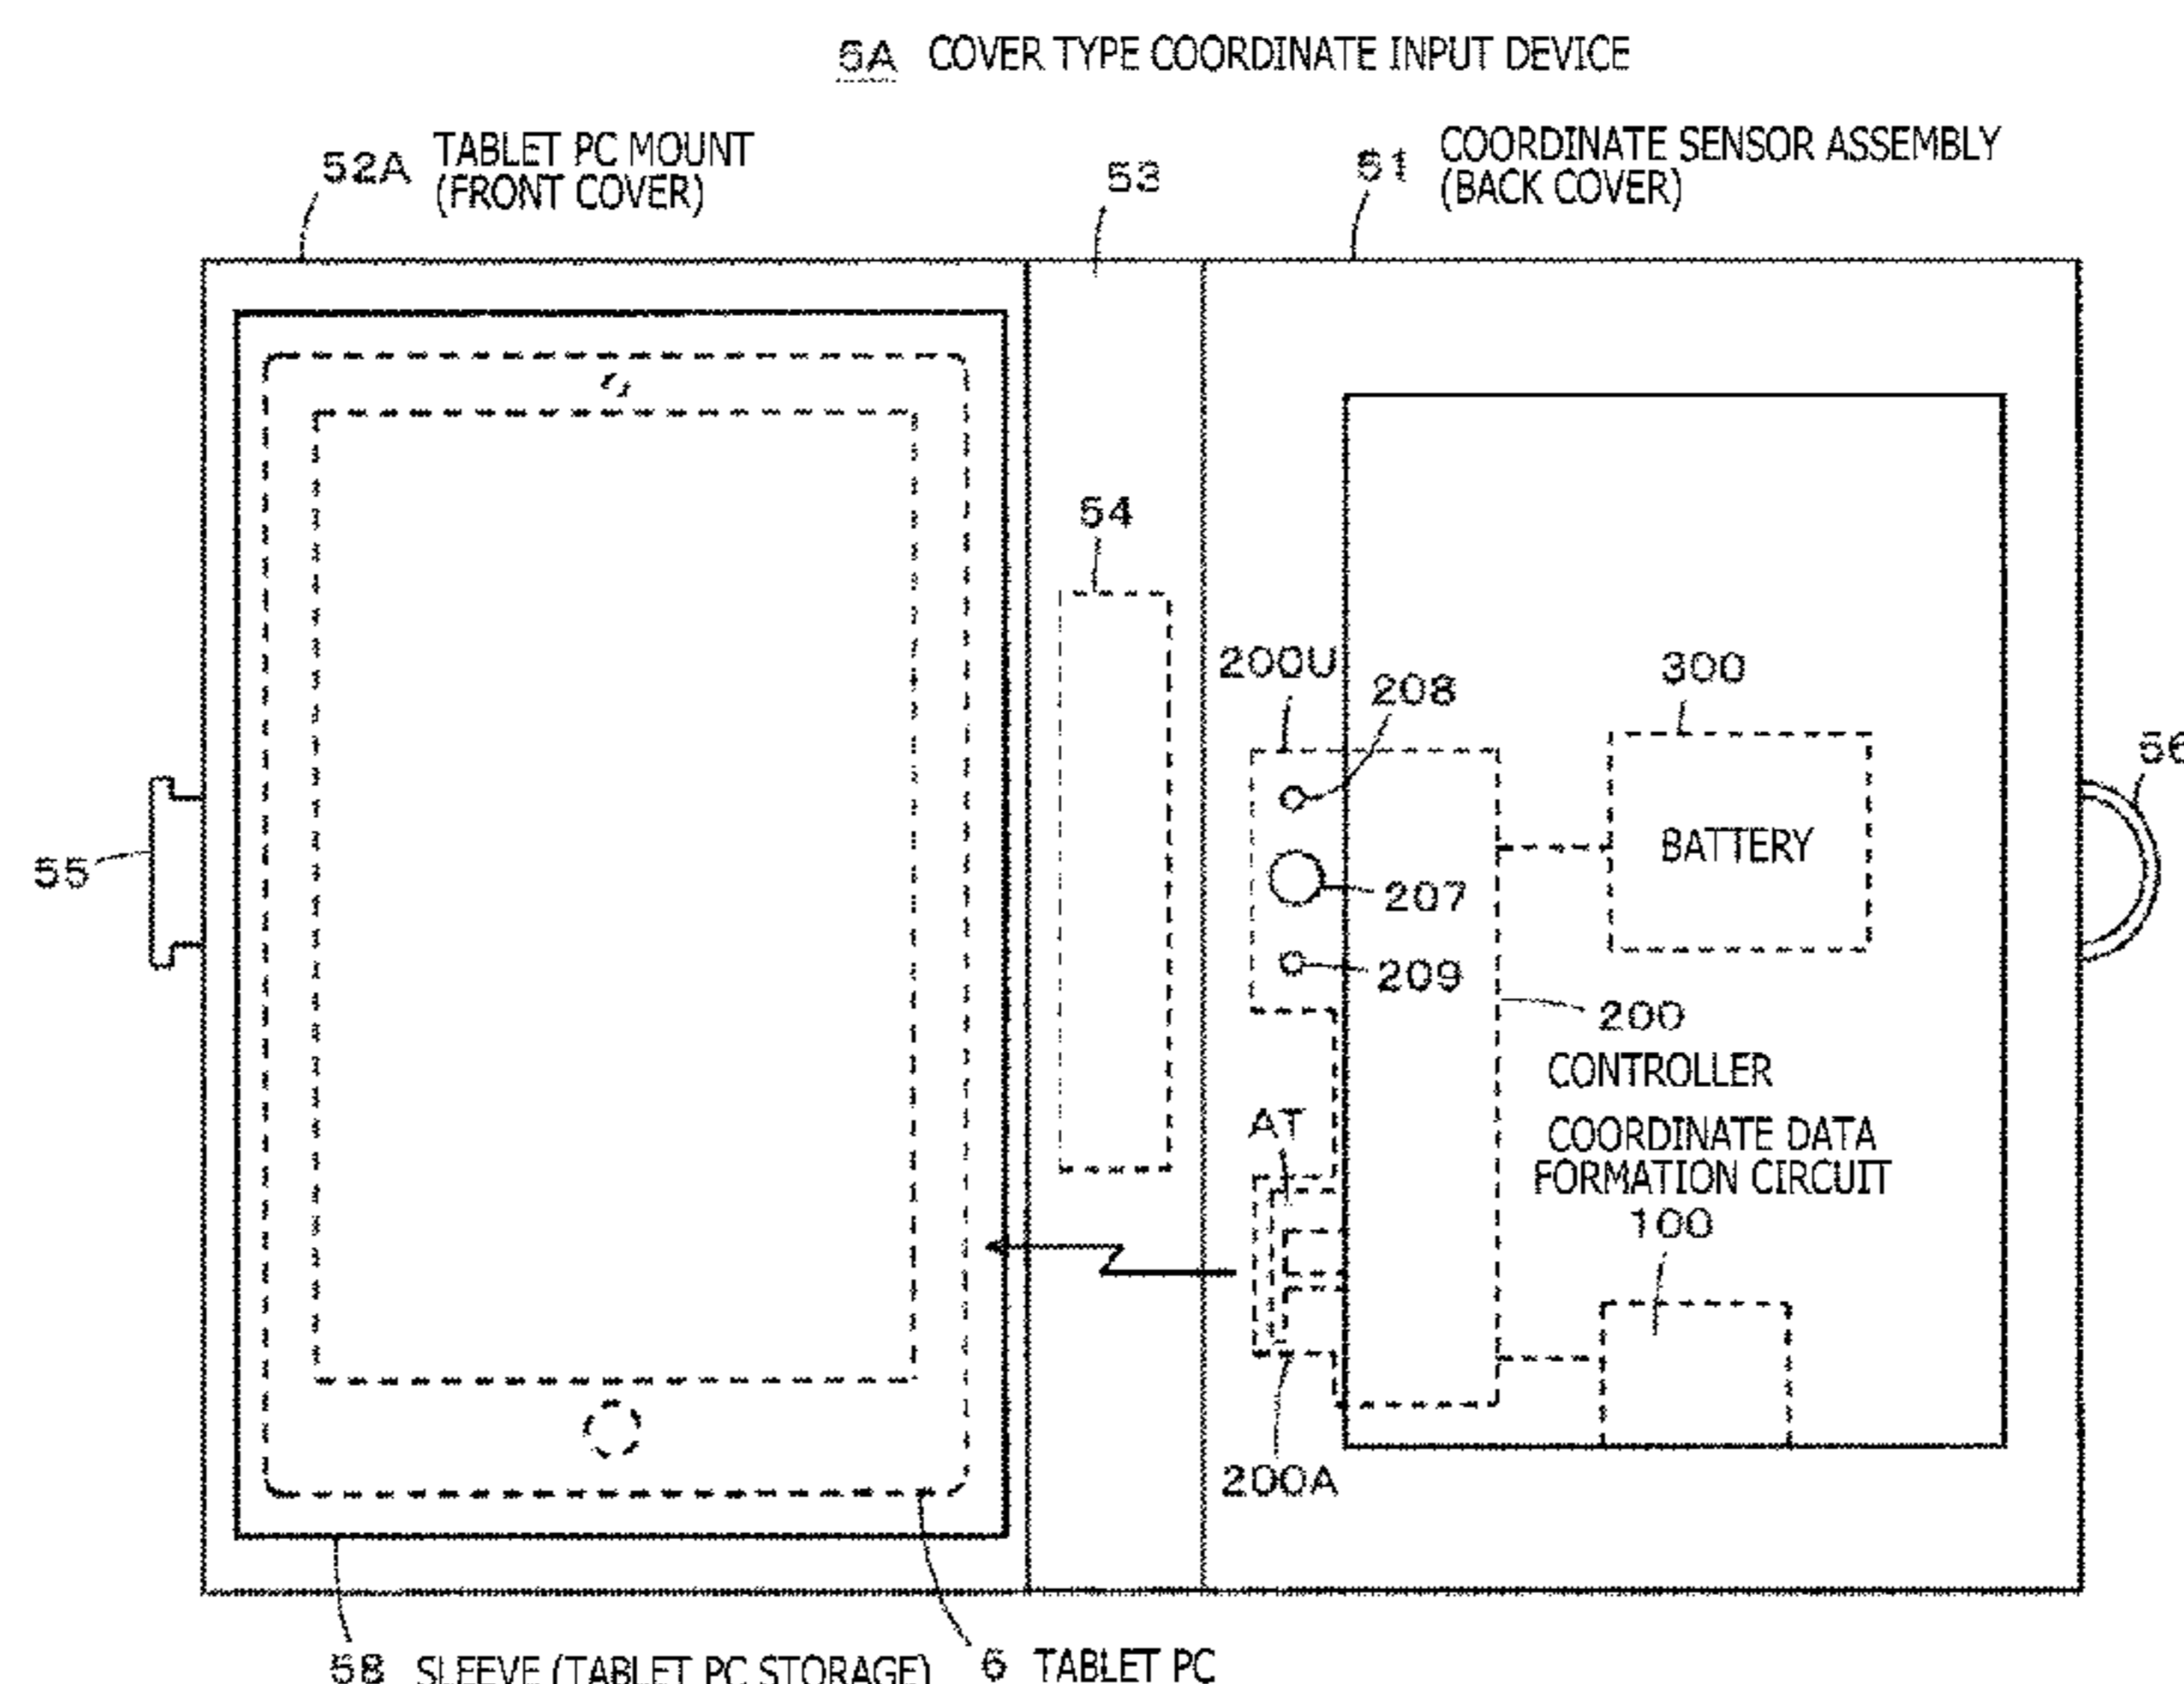 5A COVER TYPE COORDINATE INPUT DEVICE
52A TABLET PC MOUNT
(FRONT COVER)
53
51 COORDINATE SENSOR ASSEMBLY
(BACK COVER)
54
200U
208
300
56
BATTERY
55
207
209
200
CONTROLLER
AT
COORDINATE DATA
FORMATION CIRCUIT
100
200A
58 SLEEVE (TABLET PC STORAGE)
6 TABLET PC